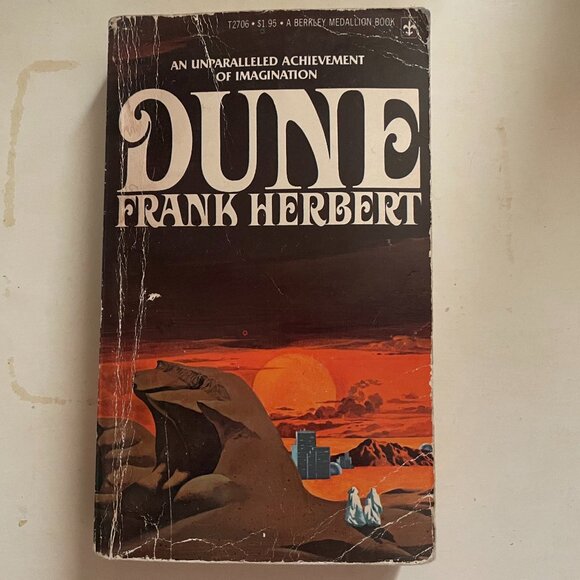 T2706 • $1.95 • A BERKLEY MEDALLION BOOK
AN UNPARALLELED ACHIEVEMENT
OF IMAGINATION
DUNE
FRANK HERBERT